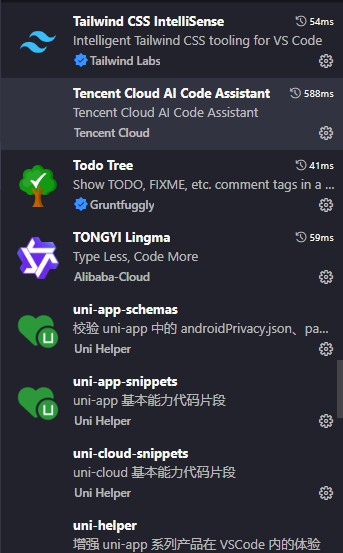 Tailwind CSS IntelliSense 54ms
Intelligent Tailwind CSS tooling for VS Code
Tailwind Labs
Tencent Cloud AI Code Assistant 588ms
Tencent Cloud AI Code Assistant
Tencent Cloud
Todo Tree 41ms
Show TODO, FIXME, etc. comment tags in a ...
Gruntfuggly
TONGYI Lingma 59ms
Type Less, Code More
Alibaba-Cloud
uni-app-schemas
校验 uni-app 中的 androidPrivacy.json、pa...
Uni Helper
uni-app-snippets
uni-app 基本能力代码片段
Uni Helper
uni-cloud-snippets
uni-cloud 基本能力代码片段
Uni Helper
uni-helper
增强 uni-app 系列产品在 VSCode 内的体验